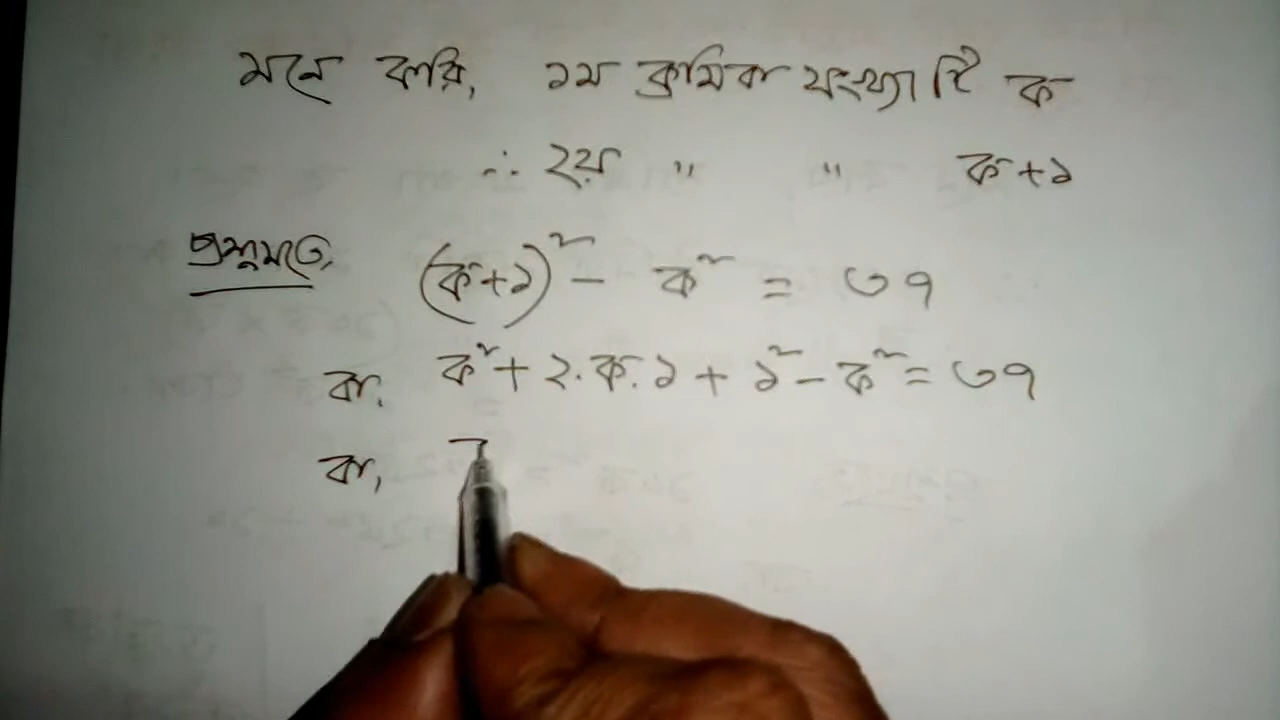 মনে করি, ১ম ক্রমিক সংখ্যাটি ক
∴ ২য় " " ক+১
প্রশ্নমতে, (ক+১)² - ক² = ৩৭
বা, ক² + ২.ক.১ + ১² - ক² = ৩৭
বা,